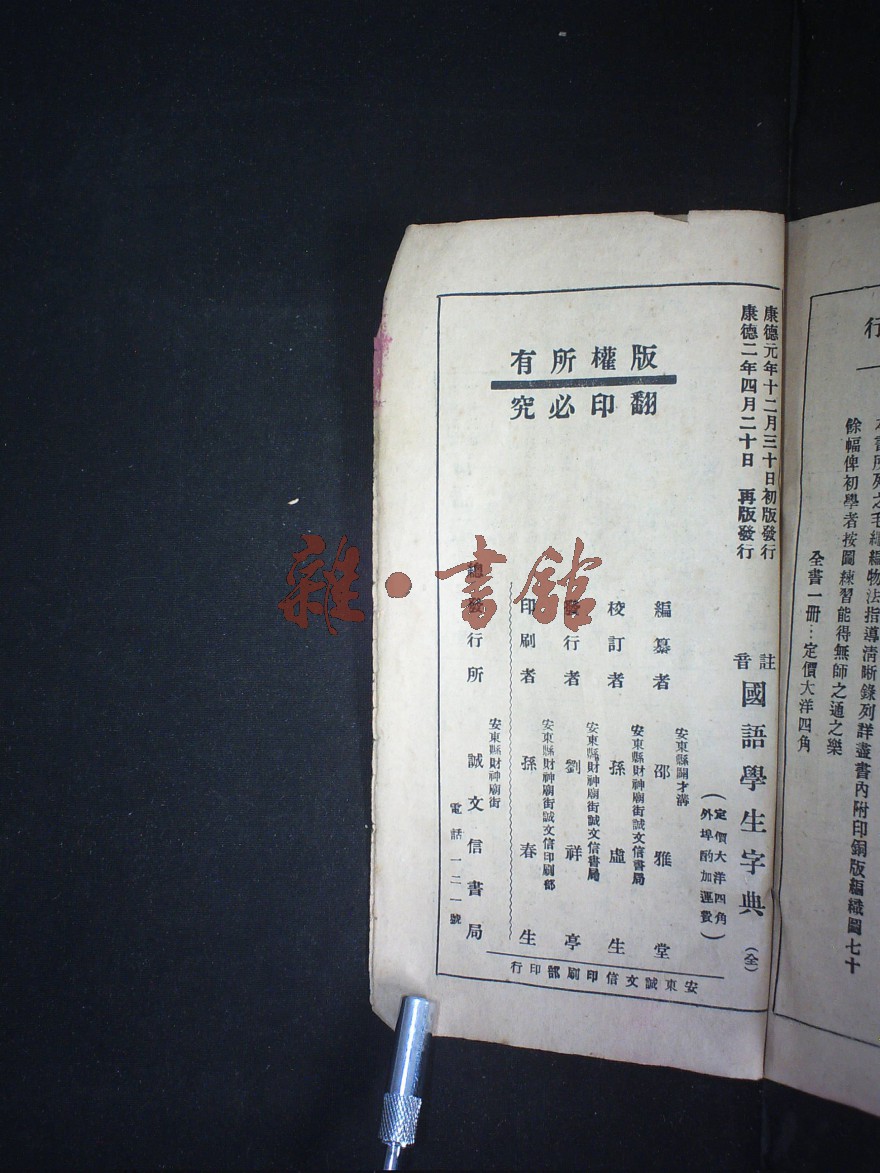 行
餘幅俾初學者按圖練習能得無師之通之樂
全書一冊…定價大洋四角
康德元年十二月三十日初版發行
康德二年四月二十日 再版發行
註音 國語學生字典 (全)
(定價大洋四角
外埠酌加運費)
版權所有
翻印必究
安東縣關才溝
編纂者 邵雅堂
安東縣財神廟街誠文信書局
校訂者 孫虛生
安東縣財神廟街誠文信書局
發行者 劉祥亭
安東縣財神廟街誠文信印刷部
印刷者 孫春生
安東縣財神廟街
總發行所 誠文信書局
電話一二一號
安東誠文信印刷部印行
雜·書館